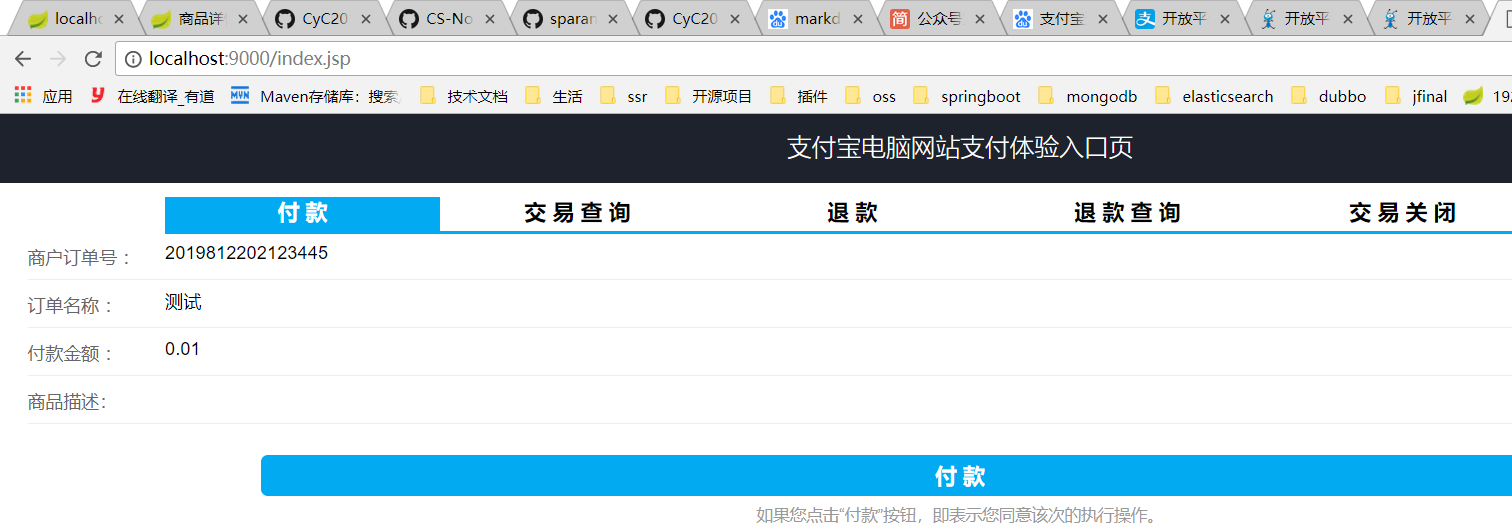 localh 商品详 CyC20 CS-No sparan CyC20 markd 公众号 支付宝 开放平 开放平 开放平
localhost:9000/index.jsp
应用 在线翻译_有道 Maven存储库：搜索 技术文档 生活 ssr 开源项目 插件 oss springboot mongodb elasticsearch dubbo jfinal 19
支付宝电脑网站支付体验入口页
付 款 交 易 查 询 退 款 退 款 查 询 交 易 关 闭
商户订单号 ： 2019812202123445
订单名称 ： 测试
付款金额 ： 0.01
商品描述：
付 款
如果您点击“付款”按钮，即表示您同意该次的执行操作。